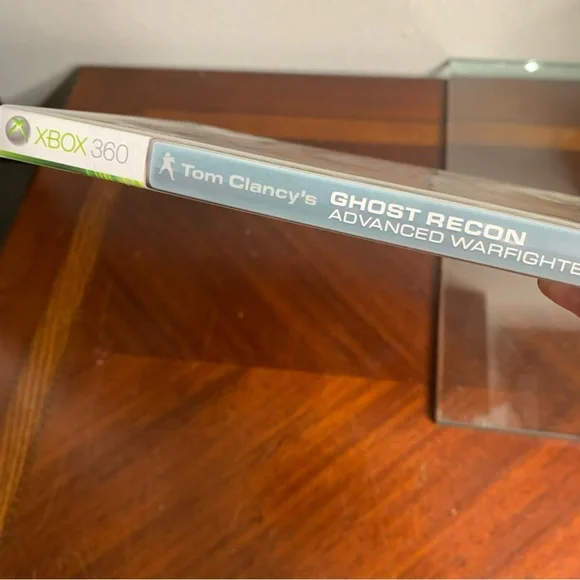 XBOX 360
Tom Clancy's
GHOST RECON
ADVANCED WARFIGHTE